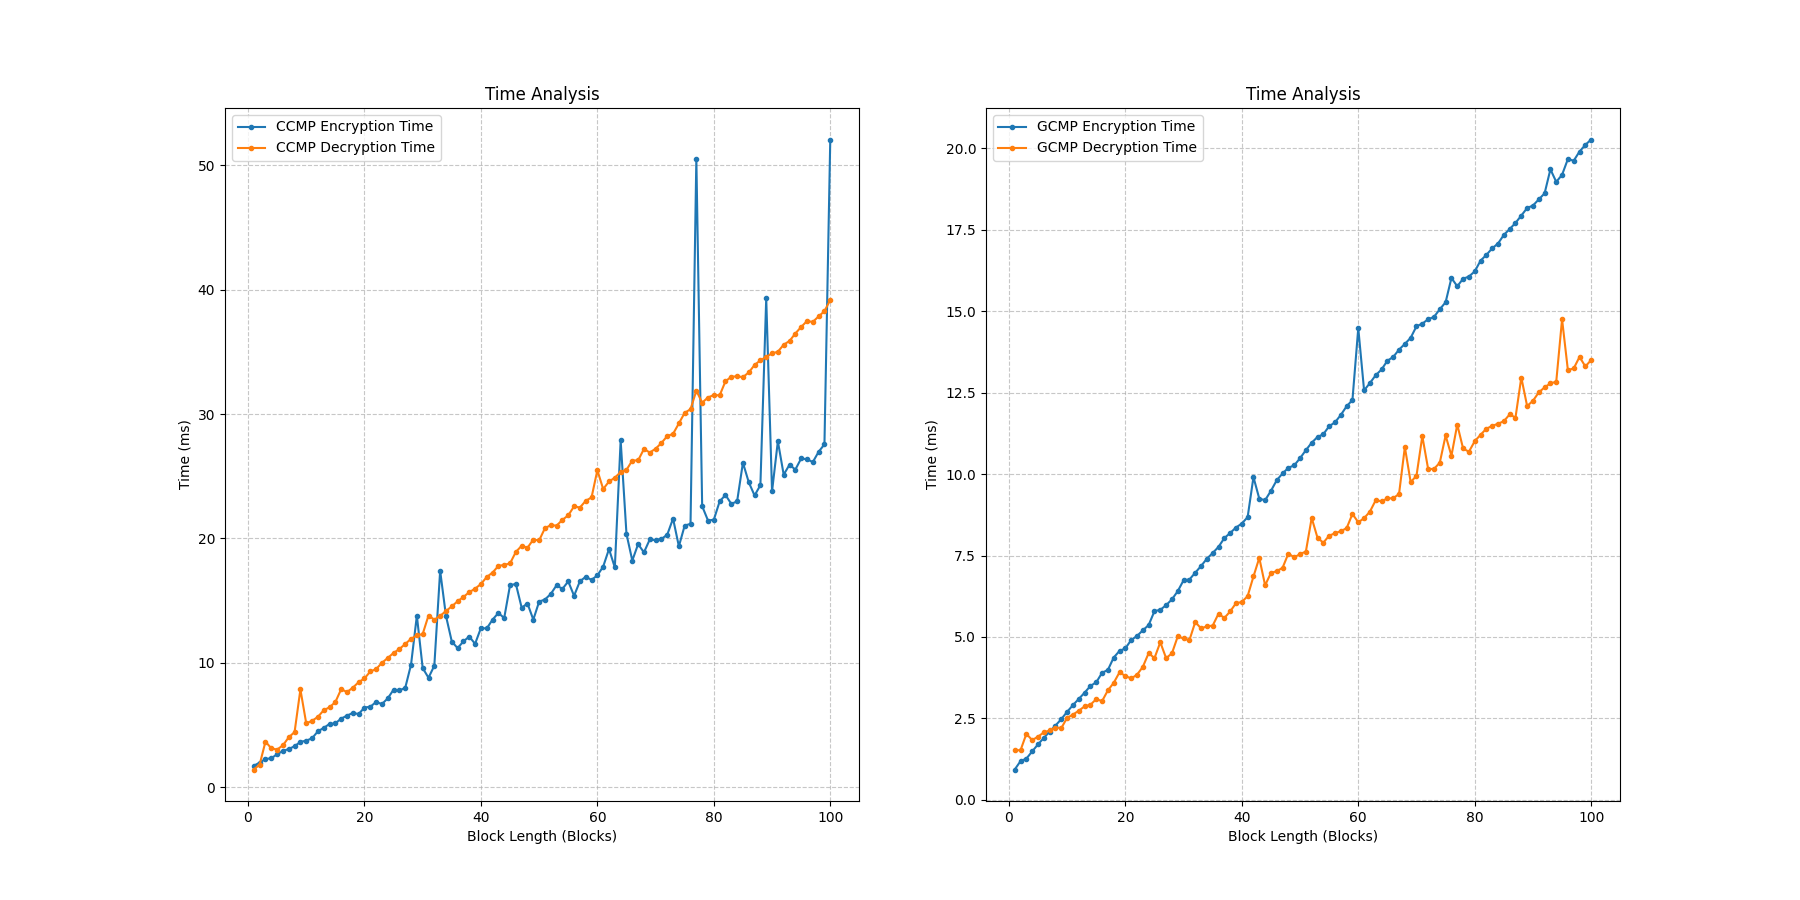 Time Analysis
CCMP Encryption Time
CCMP Decryption Time
50
40
30
20
10
0
Time (ms)
0 20 40 60 80 100
Block Length (Blocks)
Time Analysis
GCMP Encryption Time
GCMP Decryption Time
20.0
17.5
15.0
12.5
10.0
7.5
5.0
2.5
0.0
Time (ms)
0 20 40 60 80 100
Block Length (Blocks)